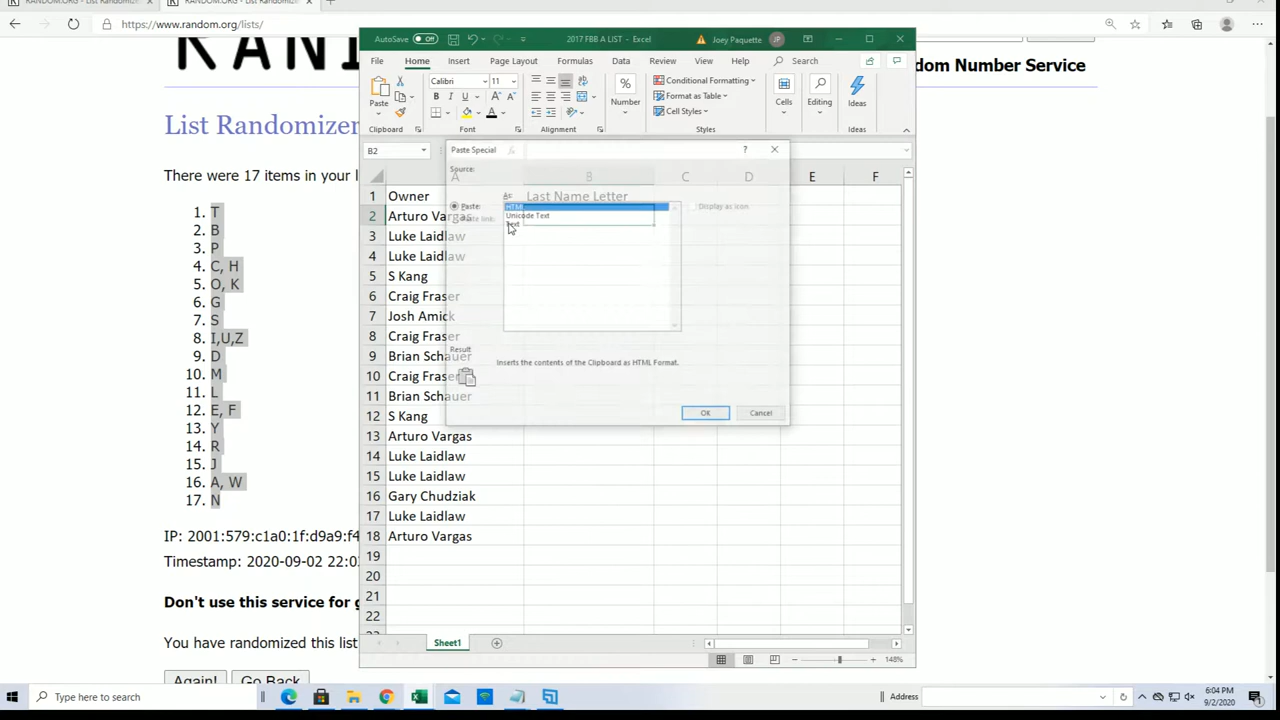 RANDOM.ORG - List Randomizer
RANDOM.ORG - List Randomizer
https://www.random.org/lists/
RANI
dom Number Service
List Randomizer
There were 17 items in your l
1. T
2. B
3. P
4. C, H
5. O, K
6. G
7. S
8. I,U,Z
9. D
10. M
11. L
12. E, F
13. Y
14. R
15. J
16. A, W
17. N
IP: 2001:579:c1a0:1f:d9a9:f4
Timestamp: 2020-09-02 22:0
Don't use this service for g
You have randomized this list
Again! Go Back
AutoSave Off
2017 FBB A LIST - Excel
Joey Paquette JP
File Home Insert Page Layout Formulas Data Review View Help Search
Paste Calibri 11
B I U
Number
Conditional Formatting
Format as Table
Cell Styles
Cells Editing Ideas
Clipboard Font Alignment Styles Ideas
B2
A B C D E F
1 Owner Last Name Letter
2 Arturo Vargas
3 Luke Laidlaw
4 Luke Laidlaw
5 S Kang
6 Craig Fraser
7 Josh Amick
8 Craig Fraser
9 Brian Schauer
10 Craig Fraser
11 Brian Schauer
12 S Kang
13 Arturo Vargas
14 Luke Laidlaw
15 Luke Laidlaw
16 Gary Chudziak
17 Luke Laidlaw
18 Arturo Vargas
19
20
21
22
23
Paste Special
Source:
As:
Paste:
Paste link:
HTML
Unicode Text
Text
Display as icon
Result
Inserts the contents of the Clipboard as HTML Format.
OK Cancel
Sheet1
148%
Type here to search
Address
6:04 PM
9/2/2020